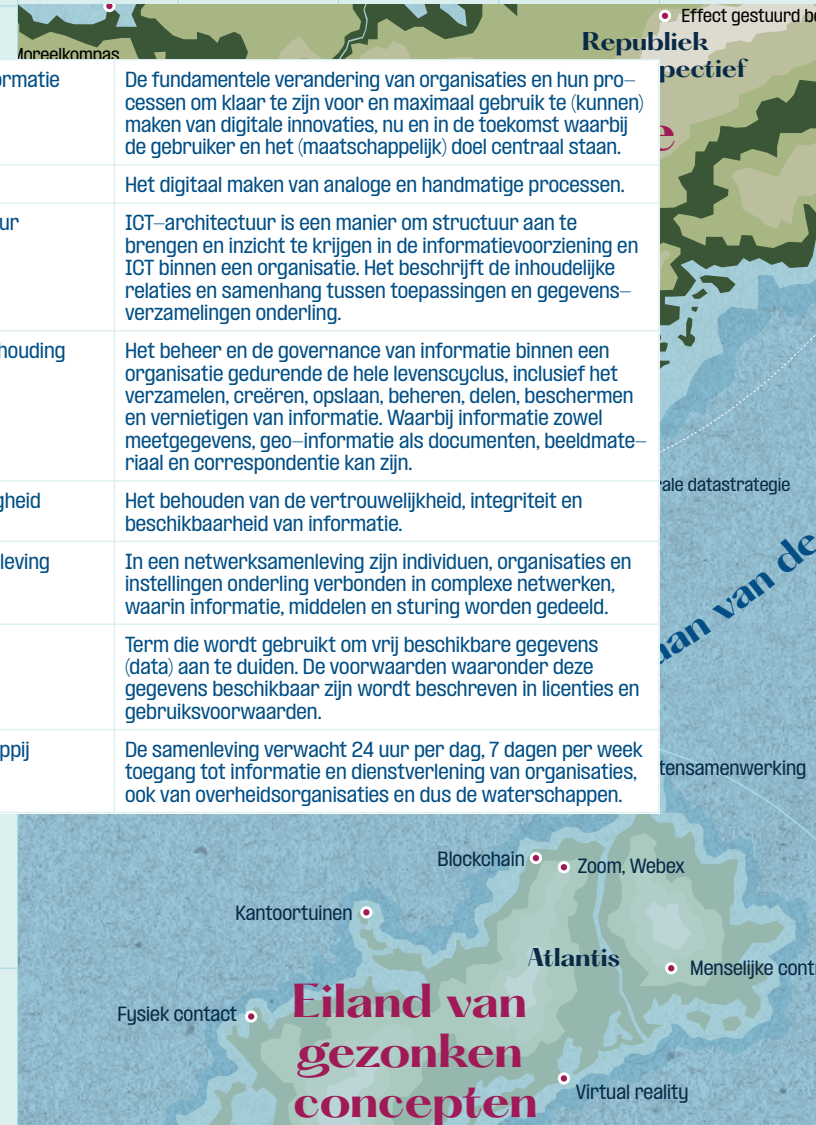 Effect gestuurd be
Republiek
pectief
Moreelkompas
e
ormatie
De fundamentele verandering van organisaties en hun pro–
cessen om klaar te zijn voor en maximaal gebruik te (kunnen)
maken van digitale innovaties, nu en in de toekomst waarbij
de gebruiker en het (maatschappelijk) doel centraal staan.
Het digitaal maken van analoge en handmatige processen.
ur
ICT–architectuur is een manier om structuur aan te
brengen en inzicht te krijgen in de informatievoorziening en
ICT binnen een organisatie. Het beschrijft de inhoudelijke
relaties en samenhang tussen toepassingen en gegevens–
verzamelingen onderling.
houding
Het beheer en de governance van informatie binnen een
organisatie gedurende de hele levenscyclus, inclusief het
verzamelen, creëren, opslaan, beheren, delen, beschermen
en vernietigen van informatie. Waarbij informatie zowel
meetgegevens, geo–informatie als documenten, beeldmate–
riaal en correspondentie kan zijn.
gheid
Het behouden van de vertrouwelijkheid, integriteit en
beschikbaarheid van informatie.
leving
In een netwerksamenleving zijn individuen, organisaties en
instellingen onderling verbonden in complexe netwerken,
waarin informatie, middelen en sturing worden gedeeld.
Term die wordt gebruikt om vrij beschikbare gegevens
(data) aan te duiden. De voorwaarden waaronder deze
gegevens beschikbaar zijn wordt beschreven in licenties en
gebruiksvoorwaarden.
ppij
De samenleving verwacht 24 uur per dag, 7 dagen per week
toegang tot informatie en dienstverlening van organisaties,
ook van overheidsorganisaties en dus de waterschappen.
rale datastrategie
aan van de
tensamenwerking
Blockchain
Zoom, Webex
Kantoortuinen
Atlantis
Menselijke cont
Fysiek contact
Eiland van
gezonken
concepten
Virtual reality